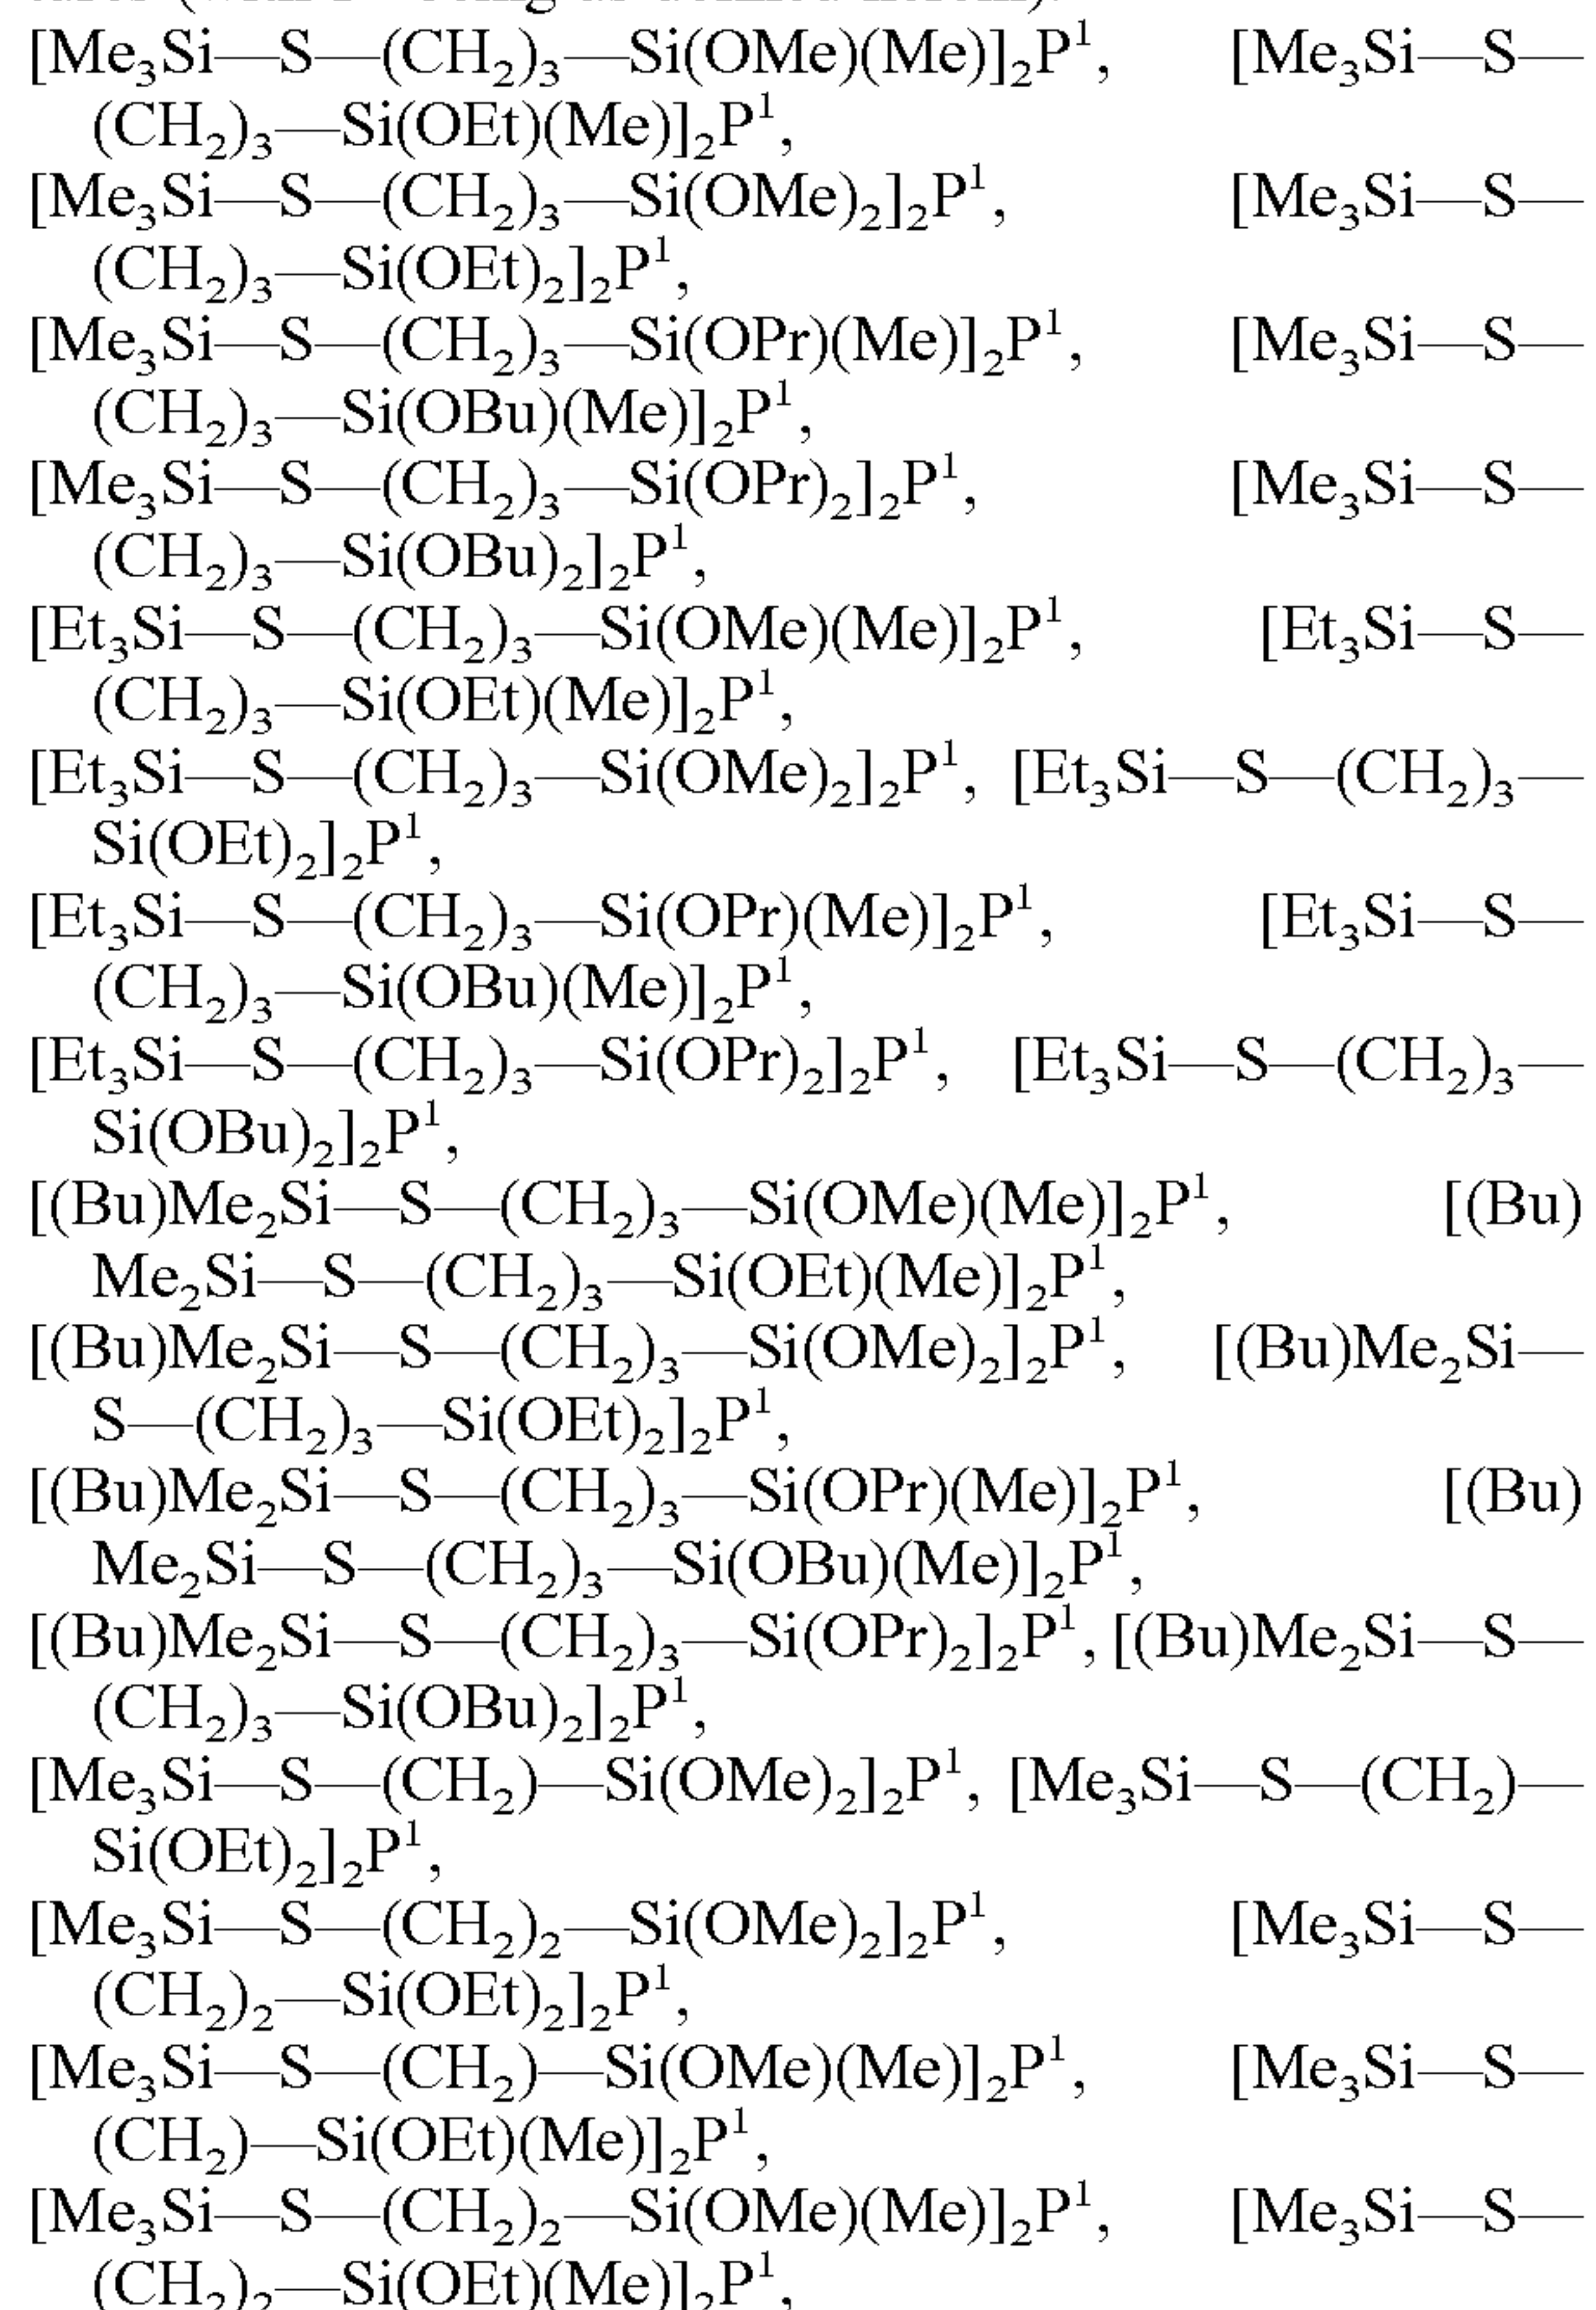 [Me₃Si—S—(CH₂)₃—Si(OMe)(Me)]₂P¹, [Me₃Si—S—
(CH₂)₃—Si(OEt)(Me)]₂P¹,
[Me₃Si—S—(CH₂)₃—Si(OMe)₂]₂P¹, [Me₃Si—S—
(CH₂)₃—Si(OEt)₂]₂P¹,
[Me₃Si—S—(CH₂)₃—Si(OPr)(Me)]₂P¹, [Me₃Si—S—
(CH₂)₃—Si(OBu)(Me)]₂P¹,
[Me₃Si—S—(CH₂)₃—Si(OPr)₂]₂P¹, [Me₃Si—S—
(CH₂)₃—Si(OBu)₂]₂P¹,
[Et₃Si—S—(CH₂)₃—Si(OMe)(Me)]₂P¹, [Et₃Si—S—
(CH₂)₃—Si(OEt)(Me)]₂P¹,
[Et₃Si—S—(CH₂)₃—Si(OMe)₂]₂P¹, [Et₃Si—S—(CH₂)₃—
Si(OEt)₂]₂P¹,
[Et₃Si—S—(CH₂)₃—Si(OPr)(Me)]₂P¹, [Et₃Si—S—
(CH₂)₃—Si(OBu)(Me)]₂P¹,
[Et₃Si—S—(CH₂)₃—Si(OPr)₂]₂P¹, [Et₃Si—S—(CH₂)₃—
Si(OBu)₂]₂P¹,
[(Bu)Me₂Si—S—(CH₂)₃—Si(OMe)(Me)]₂P¹, [(Bu)
Me₂Si—S—(CH₂)₃—Si(OEt)(Me)]₂P¹,
[(Bu)Me₂Si—S—(CH₂)₃—Si(OMe)₂]₂P¹, [(Bu)Me₂Si—
S—(CH₂)₃—Si(OEt)₂]₂P¹,
[(Bu)Me₂Si—S—(CH₂)₃—Si(OPr)(Me)]₂P¹, [(Bu)
Me₂Si—S—(CH₂)₃—Si(OBu)(Me)]₂P¹,
[(Bu)Me₂Si—S—(CH₂)₃—Si(OPr)₂]₂P¹, [(Bu)Me₂Si—S—
(CH₂)₃—Si(OBu)₂]₂P¹,
[Me₃Si—S—(CH₂)—Si(OMe)₂]₂P¹, [Me₃Si—S—(CH₂)—
Si(OEt)₂]₂P¹,
[Me₃Si—S—(CH₂)₂—Si(OMe)₂]₂P¹, [Me₃Si—S—
(CH₂)₂—Si(OEt)₂]₂P¹,
[Me₃Si—S—(CH₂)—Si(OMe)(Me)]₂P¹, [Me₃Si—S—
(CH₂)—Si(OEt)(Me)]₂P¹,
[Me₃Si—S—(CH₂)₂—Si(OMe)(Me)]₂P¹, [Me₃Si—S—
(CH₂)₂—Si(OEt)(Me)]₂P¹,